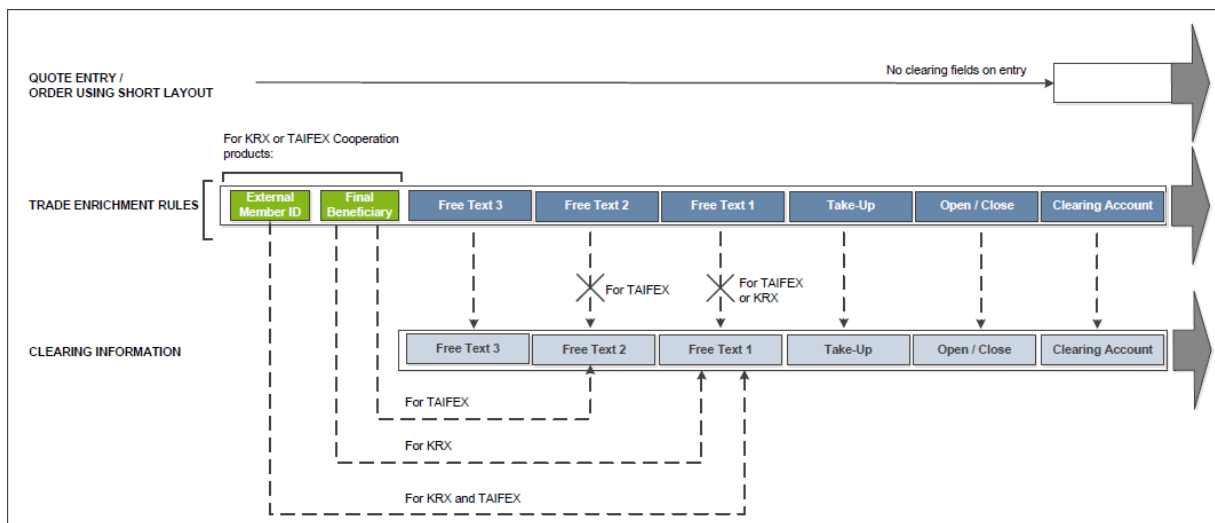 No clearing fields on entry
QUOTE ENTRY /
ORDER USING SHORT LAYOUT
For KRX or TAIFEX Cooperation
products:
TRADE ENRICHMENT RULES
External
Member ID
Final
Beneficiary
Free Text 3
Free Text 2
Free Text 1
Take-Up
Open / Close
Clearing Account
For TAIFEX
For TAIFEX
or KRX
CLEARING INFORMATION
Free Text 3
Free Text 2
Free Text 1
Take-Up
Open / Close
Clearing Account
For TAIFEX
For KRX
For KRX and TAIFEX